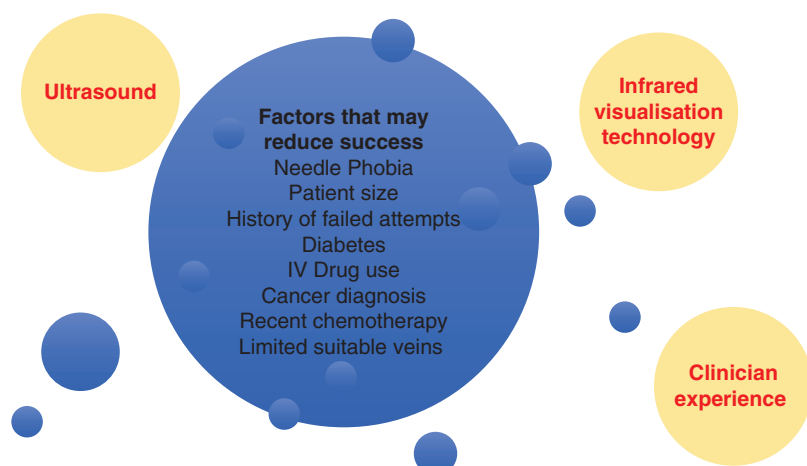 Ultrasound
Factors that may
reduce success
Needle Phobia
Patient size
History of failed attempts
Diabetes
IV Drug use
Cancer diagnosis
Recent chemotherapy
Limited suitable veins
Infrared
visualisation
technology
Clinician
experience